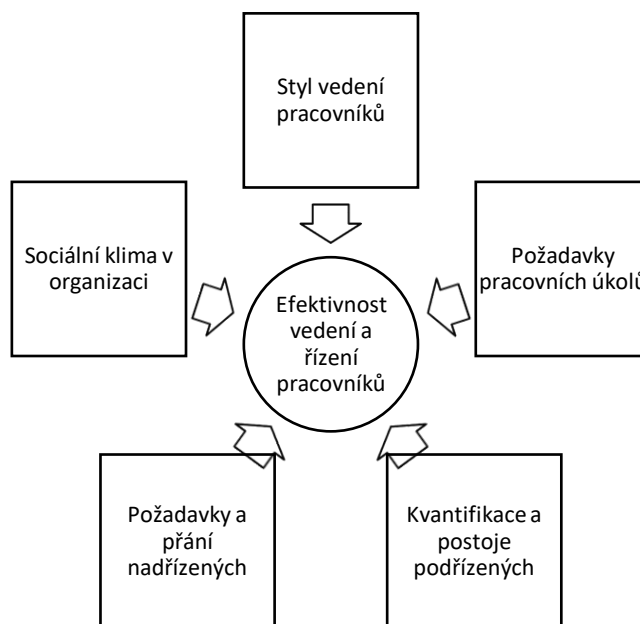 Styl vedení
pracovníků
Sociální klima v
organizaci
Požadavky
pracovních úkolů
Efektivnost
vedení a
řízení
pracovníků
Požadavky a
přání
nadřízených
Kvantifikace a
postoje
podřízených